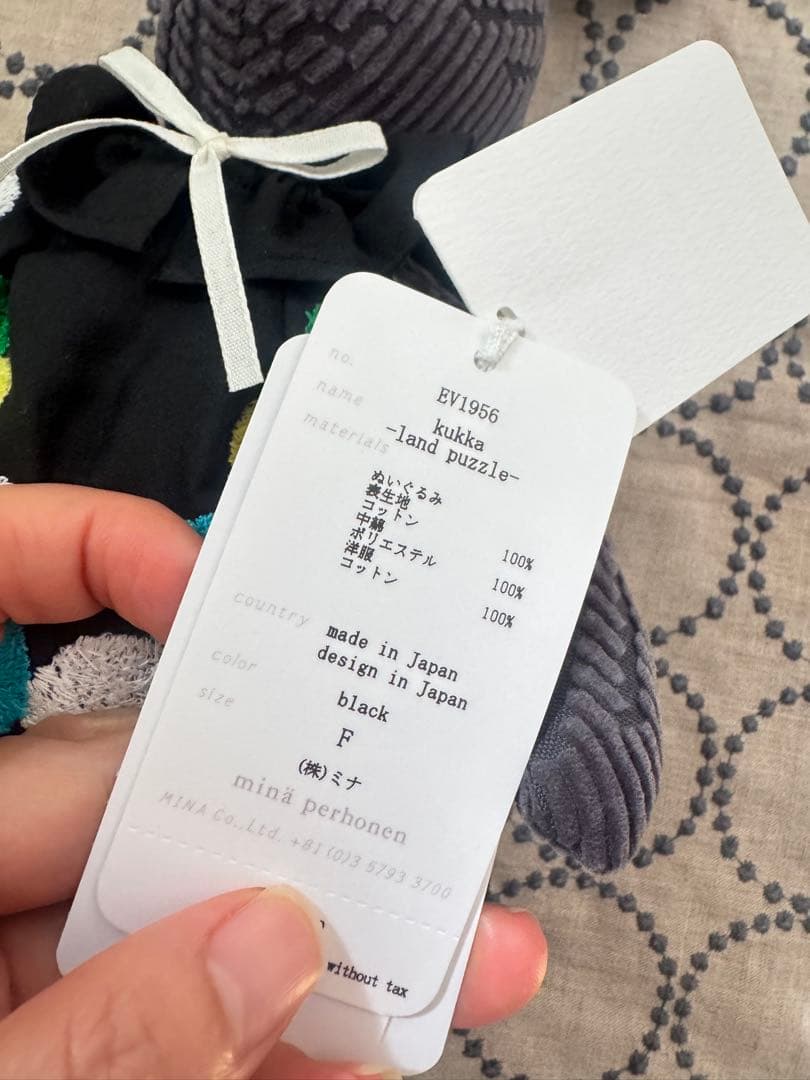 no. EV1956
name kukka
-land puzzle-
materials
ぬいぐるみ
表生地
コットン 100%
中綿
ポリエステル 100%
洋服
コットン 100%
country made in Japan
design in Japan
color black
size F
(株)ミナ
minä perhonen
MINA Co.,Ltd. +81(0)3 5793 3700
without tax